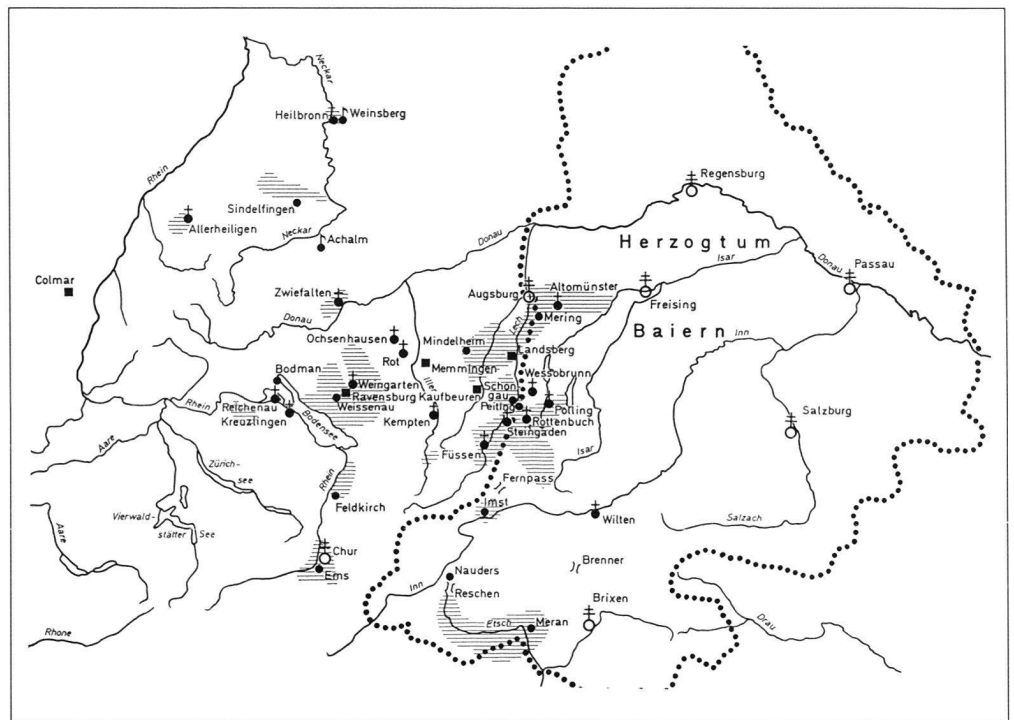 Neckar
Heilbronn
Weinsberg
Rhein
Regensburg
Sindelfingen
Allerheiligen
Neckar
Achalm
Donau
Herzogtum
Isar
Donau
Passau
Colmar
Zwiefalten
Augsburg
Altomünster
Freising
Donau
Mering
Lech
Baiern
Inn
Ochsenhausen
Rot
Mindelheim
Landsberg
Memmingen
Wessobrunn
Bodman
Weingarten
Iller
Schon
gau
Ravensburg
Kaufbeuren
Weissenau
Peiting
Polling
Rhein
Reichenau
Kreuzlingen
Bodensee
Kempten
Rottenbuch
Steingaden
Salzburg
Aare
Füssen
Isar
Zürich-
see
Rhein
Fernpass
Feldkirch
Imst
Wilten
Salzach
Vierwald-
stätter See
Aare
Chur
Ems
Brenner
Nauders
Reschen
Inn
Brixen
Etsch
Meran
Drau
Rhone